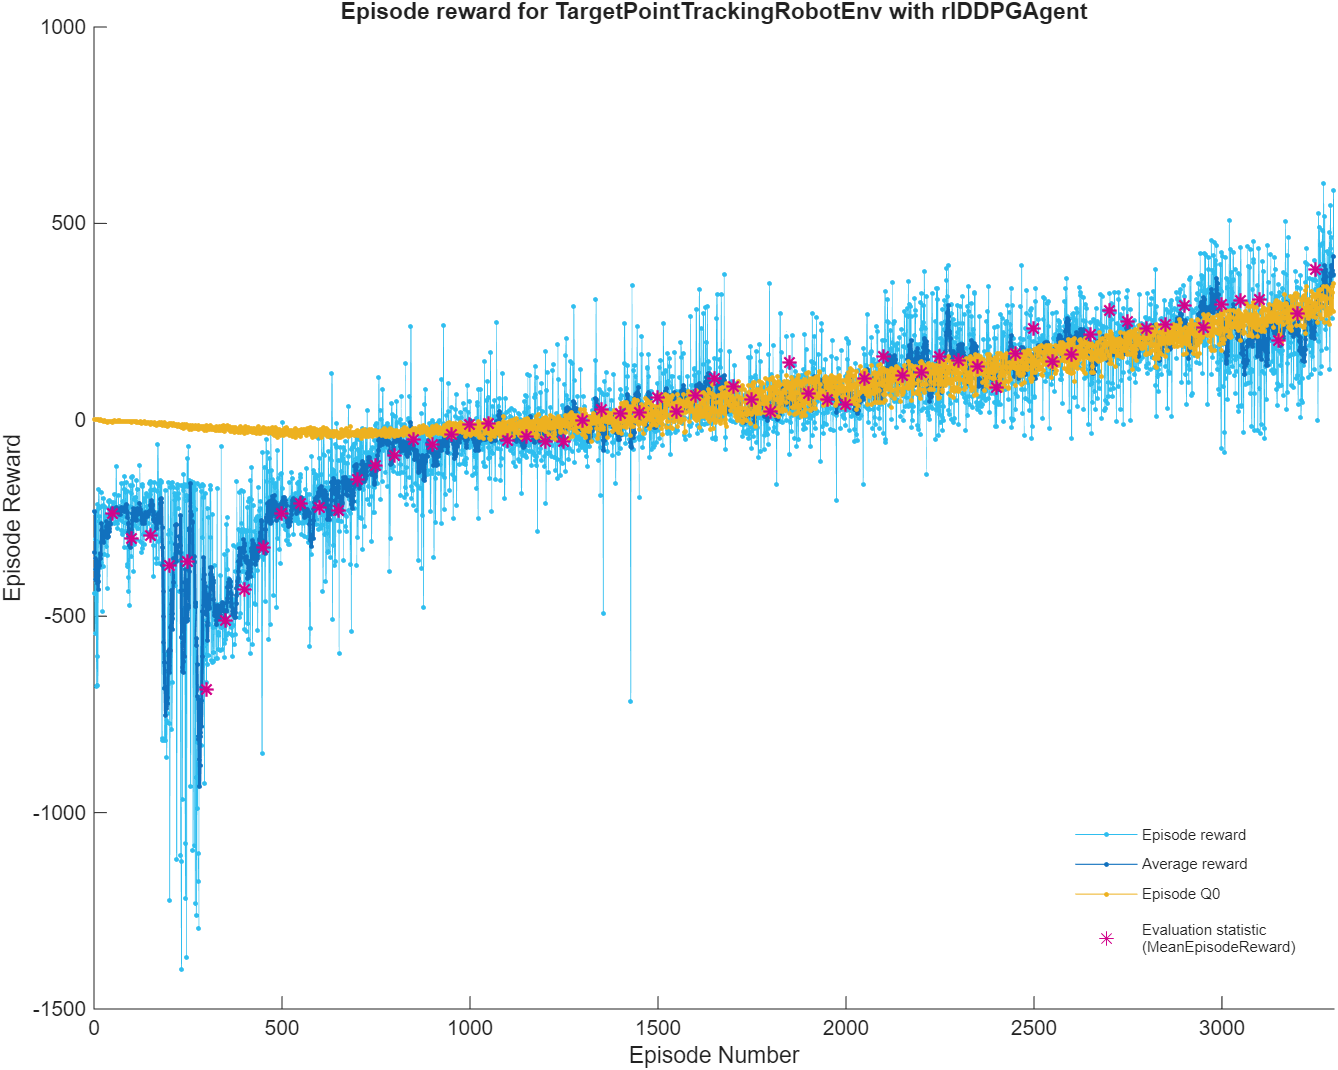 Episode reward for TargetPointTrackingRobotEnv with rlDDPGAgent
1000
500
0
-500
-1000
-1500
Episode Reward
0
500
1000
1500
2000
2500
3000
Episode Number
Episode reward
Average reward
Episode Q0
Evaluation statistic
(MeanEpisodeReward)